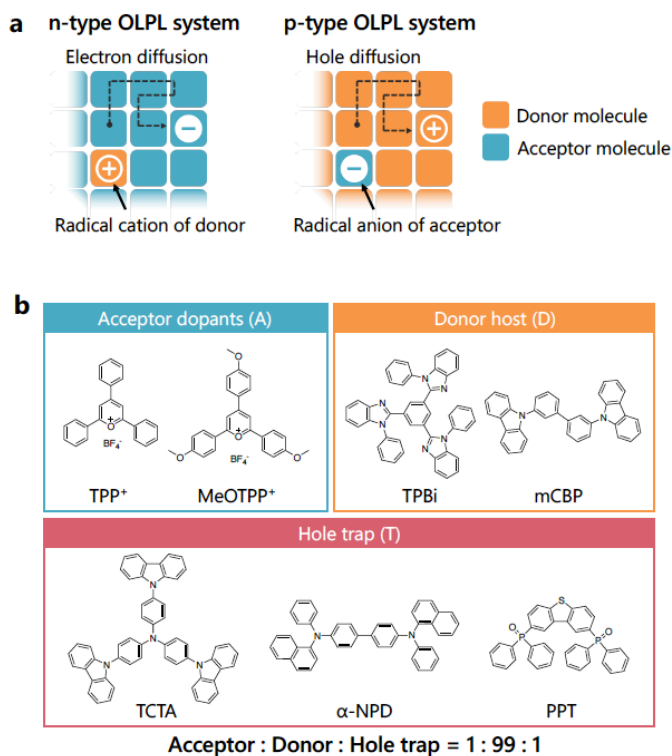 a
n-type OLPL system
p-type OLPL system
Electron diffusion
Hole diffusion
−
+
+
−
Donor molecule
Acceptor molecule
Radical cation of donor
Radical anion of acceptor
b
Acceptor dopants (A)
Donor host (D)
O
+
BF₄⁻
TPP⁺
O
O
+
O
O
BF₄⁻
MeOTPP⁺
N
N
N
N
N
N
TPBi
N
N
mCBP
Hole trap (T)
N
N
N
N
TCTA
N
N
α-NPD
S
O
P
P
O
PPT
Acceptor : Donor : Hole trap = 1 : 99 : 1